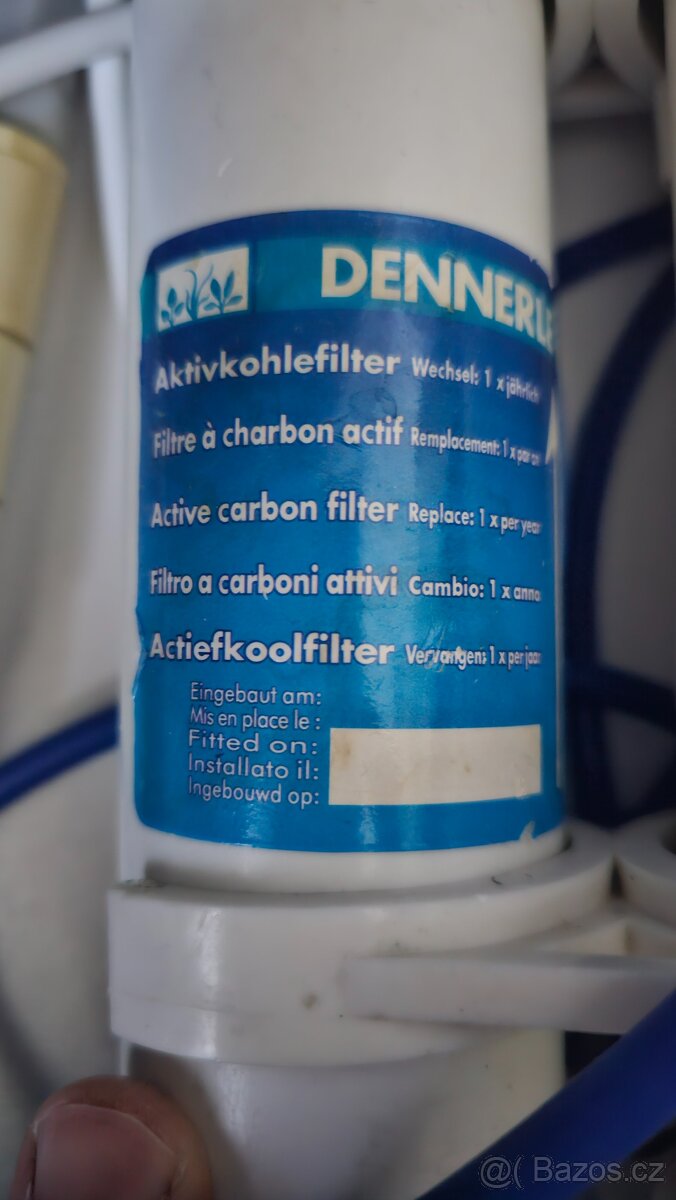 DENNERLE
Aktivkohlefilter Wechsel: 1 x jährlich
Filtre à charbon actif Remplacement: 1 x par an
Active carbon filter Replace: 1 x per year
Filtro a carboni attivi Cambio: 1 x anno
Actiefkoolfilter Vervangen: 1 x per jaar
Eingebaut am:
Mis en place le :
Fitted on:
Installato il:
Ingebouwd op:
@( Bazos.cz